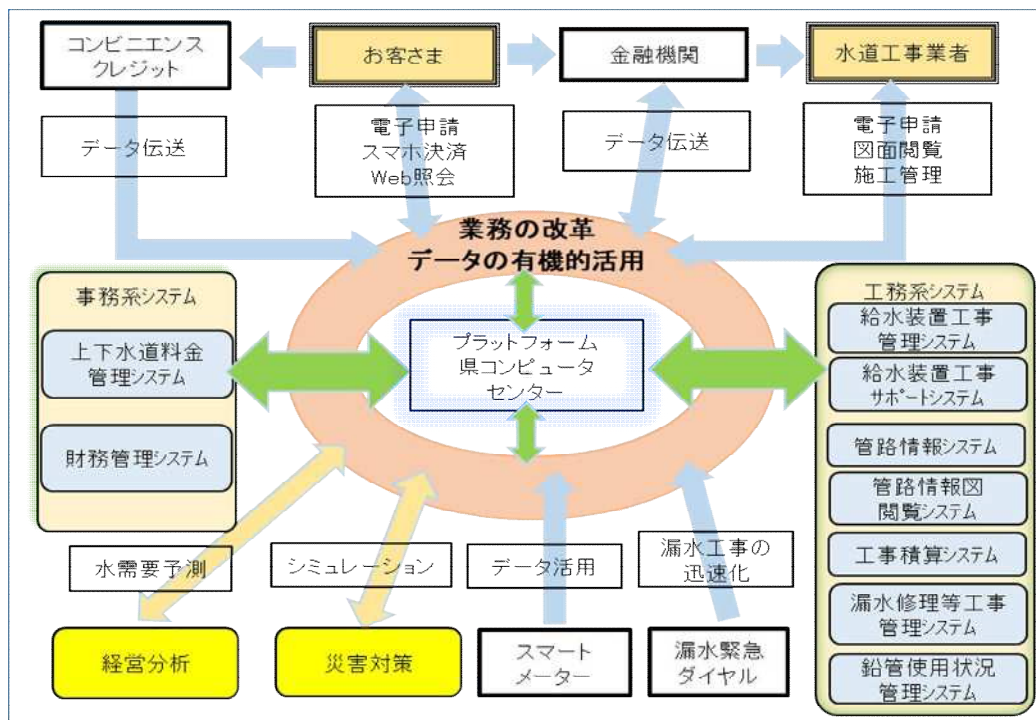 コンビニエンス
クレジット
お客さま
金融機関
水道工事業者
データ伝送
電子申請
スマホ決済
Web照会
データ伝送
電子申請
図面閲覧
施工管理
業務の改革
データの有機的活用
事務系システム
上下水道料金
管理システム
財務管理システム
プラットフォーム
県コンピュータ
センター
工務系システム
給水装置工事
管理システム
給水装置工事
サポートシステム
管路情報システム
管路情報図
閲覧システム
工事積算システム
漏水修理等工事
管理システム
鉛管使用状況
管理システム
水需要予測
シミュレーション
データ活用
漏水工事の
迅速化
経営分析
災害対策
スマート
メーター
漏水緊急
ダイヤル